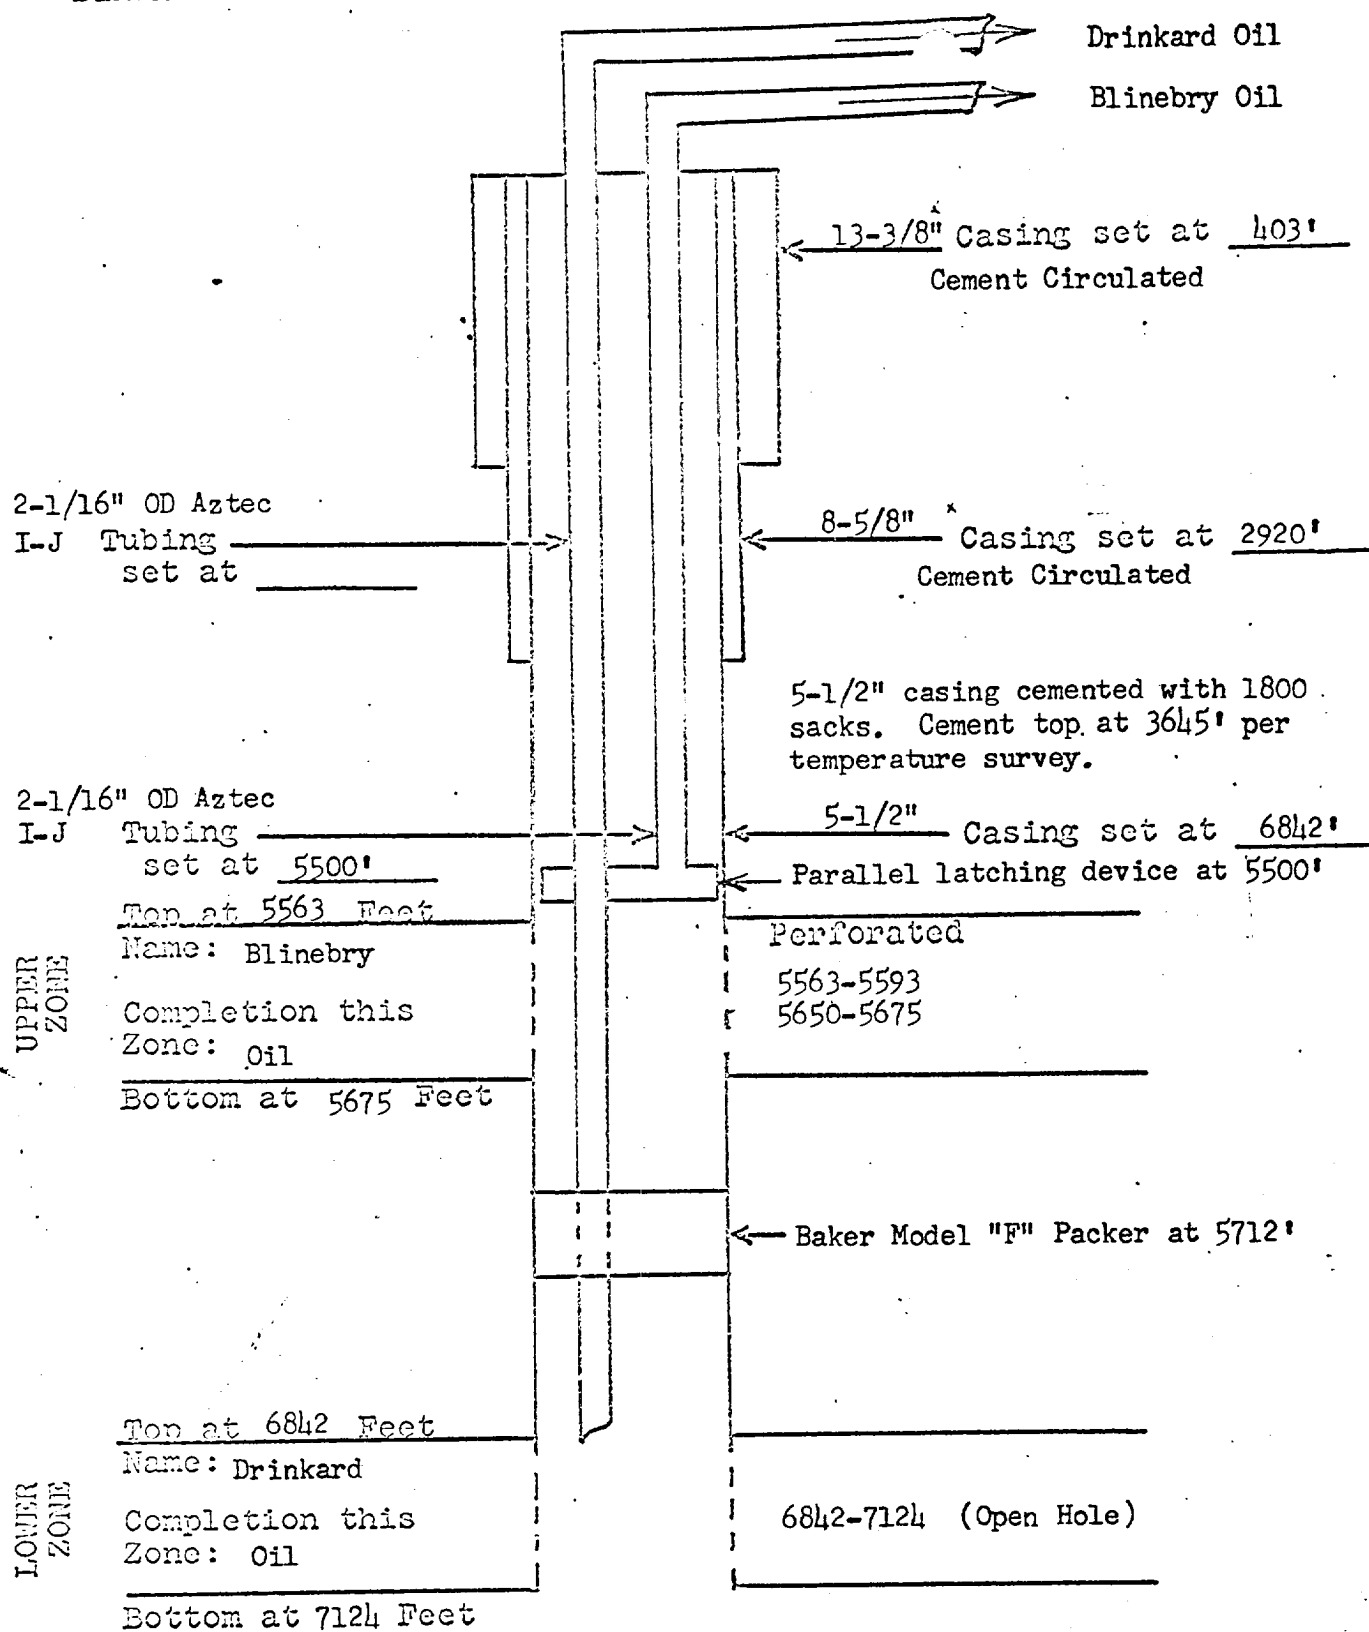 Drinkard Oil
Blinebry Oil
13-3/8" Casing set at 403'
Cement Circulated
2-1/16" OD Aztec
I-J Tubing
set at
8-5/8" Casing set at 2920'
Cement Circulated
5-1/2" casing cemented with 1800
sacks. Cement top at 3645' per
temperature survey.
2-1/16" OD Aztec
I-J Tubing
set at 5500'
5-1/2" Casing set at 6842'
Parallel latching device at 5500'
Top at 5563 Feet
Name: Blinebry
Perforated
5563-5593
5650-5675
UPPER
ZONE
Completion this
Zone: Oil
Bottom at 5675 Feet
Baker Model "F" Packer at 5712'
Top at 6842 Feet
Name: Drinkard
LOWER
ZONE
Completion this
Zone: Oil
6842-7124 (Open Hole)
Bottom at 7124 Feet